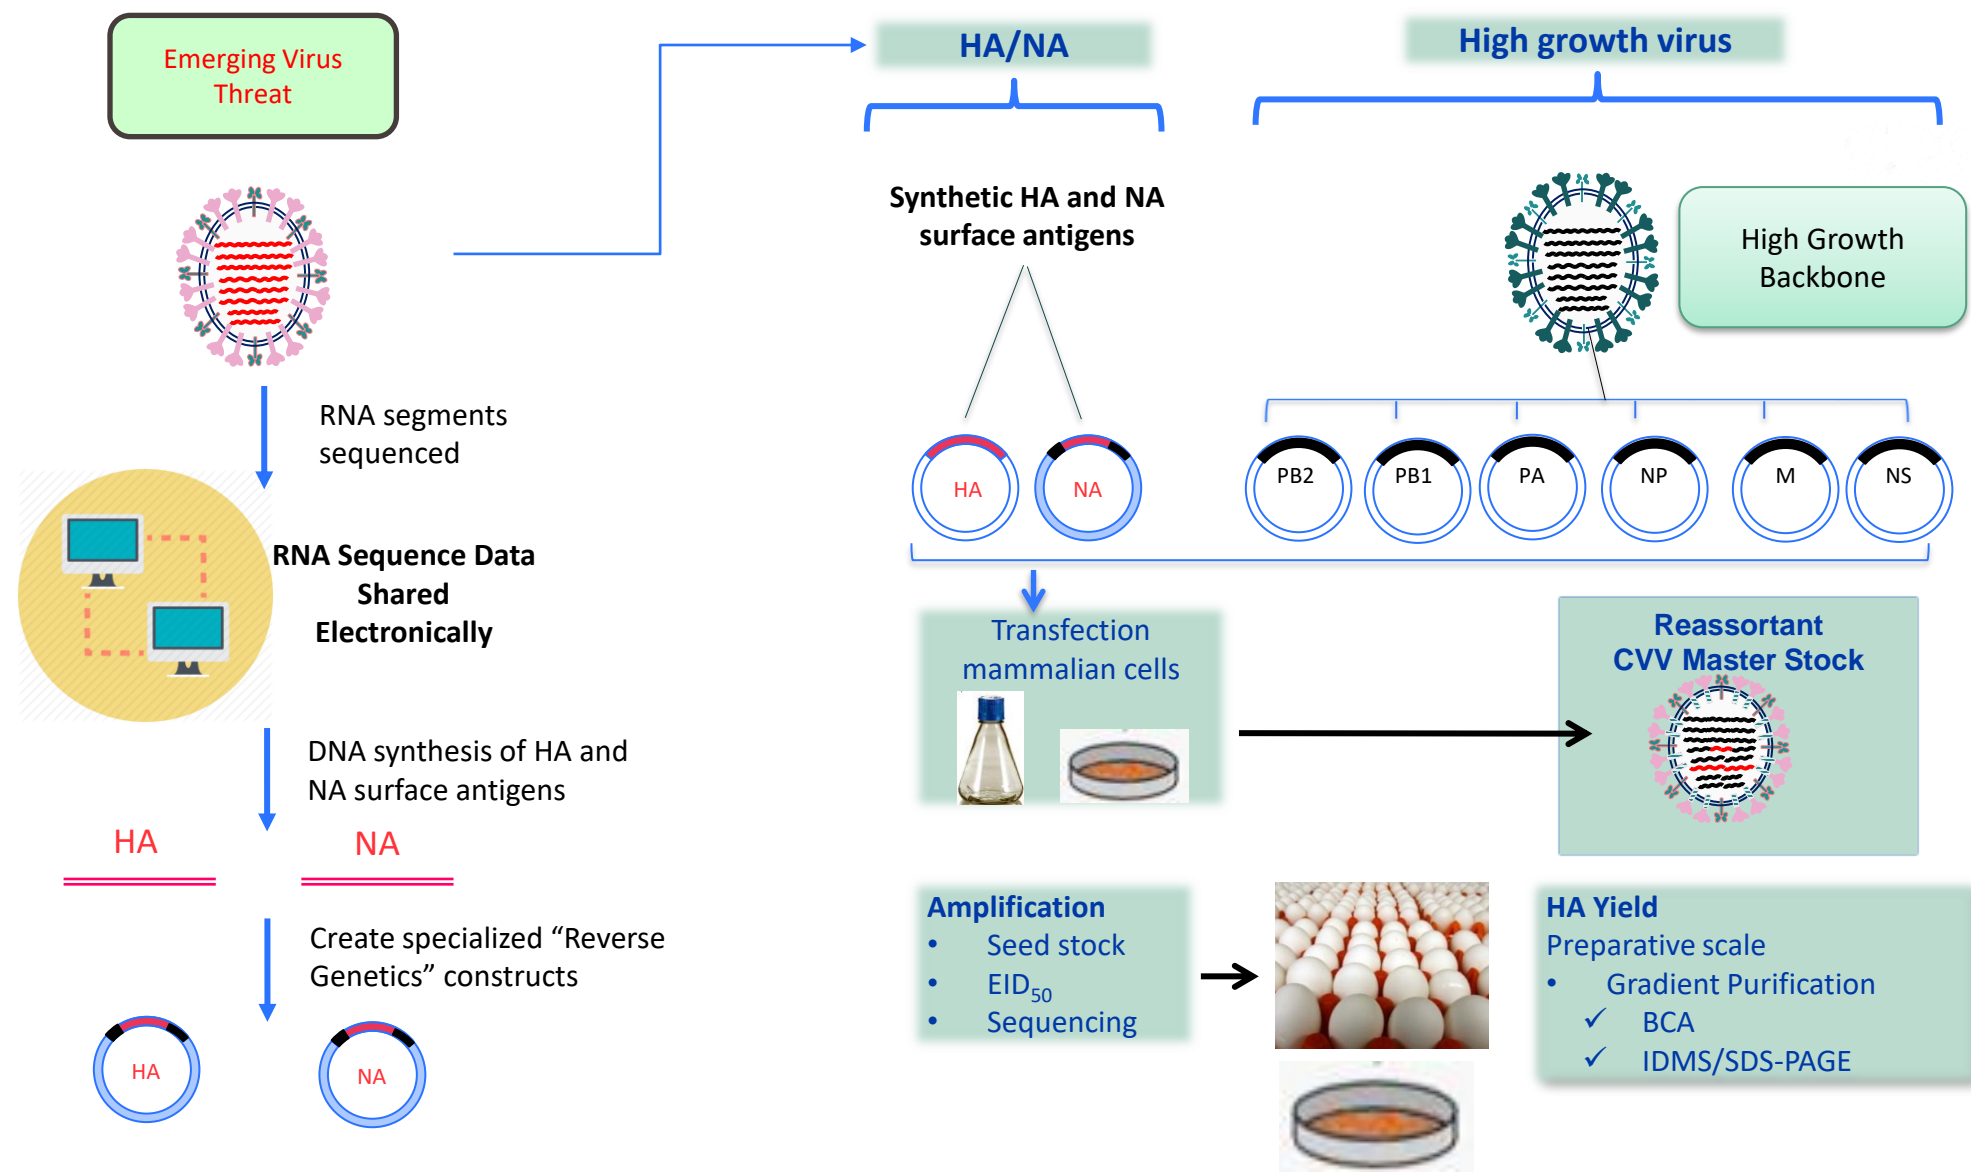 Emerging Virus
Threat
RNA segments
sequenced
RNA Sequence Data
Shared
Electronically
DNA synthesis of HA and
NA surface antigens
HA
NA
Create specialized “Reverse
Genetics” constructs
HA
NA
HA/NA
Synthetic HA and NA
surface antigens
HA
NA
High growth virus
High Growth
Backbone
PB2
PB1
PA
NP
M
NS
Transfection
mammalian cells
Reassortant
CVV Master Stock
Amplification
• Seed stock
• EID₅₀
• Sequencing
HA Yield
Preparative scale
• Gradient Purification
✓ BCA
✓ IDMS/SDS-PAGE